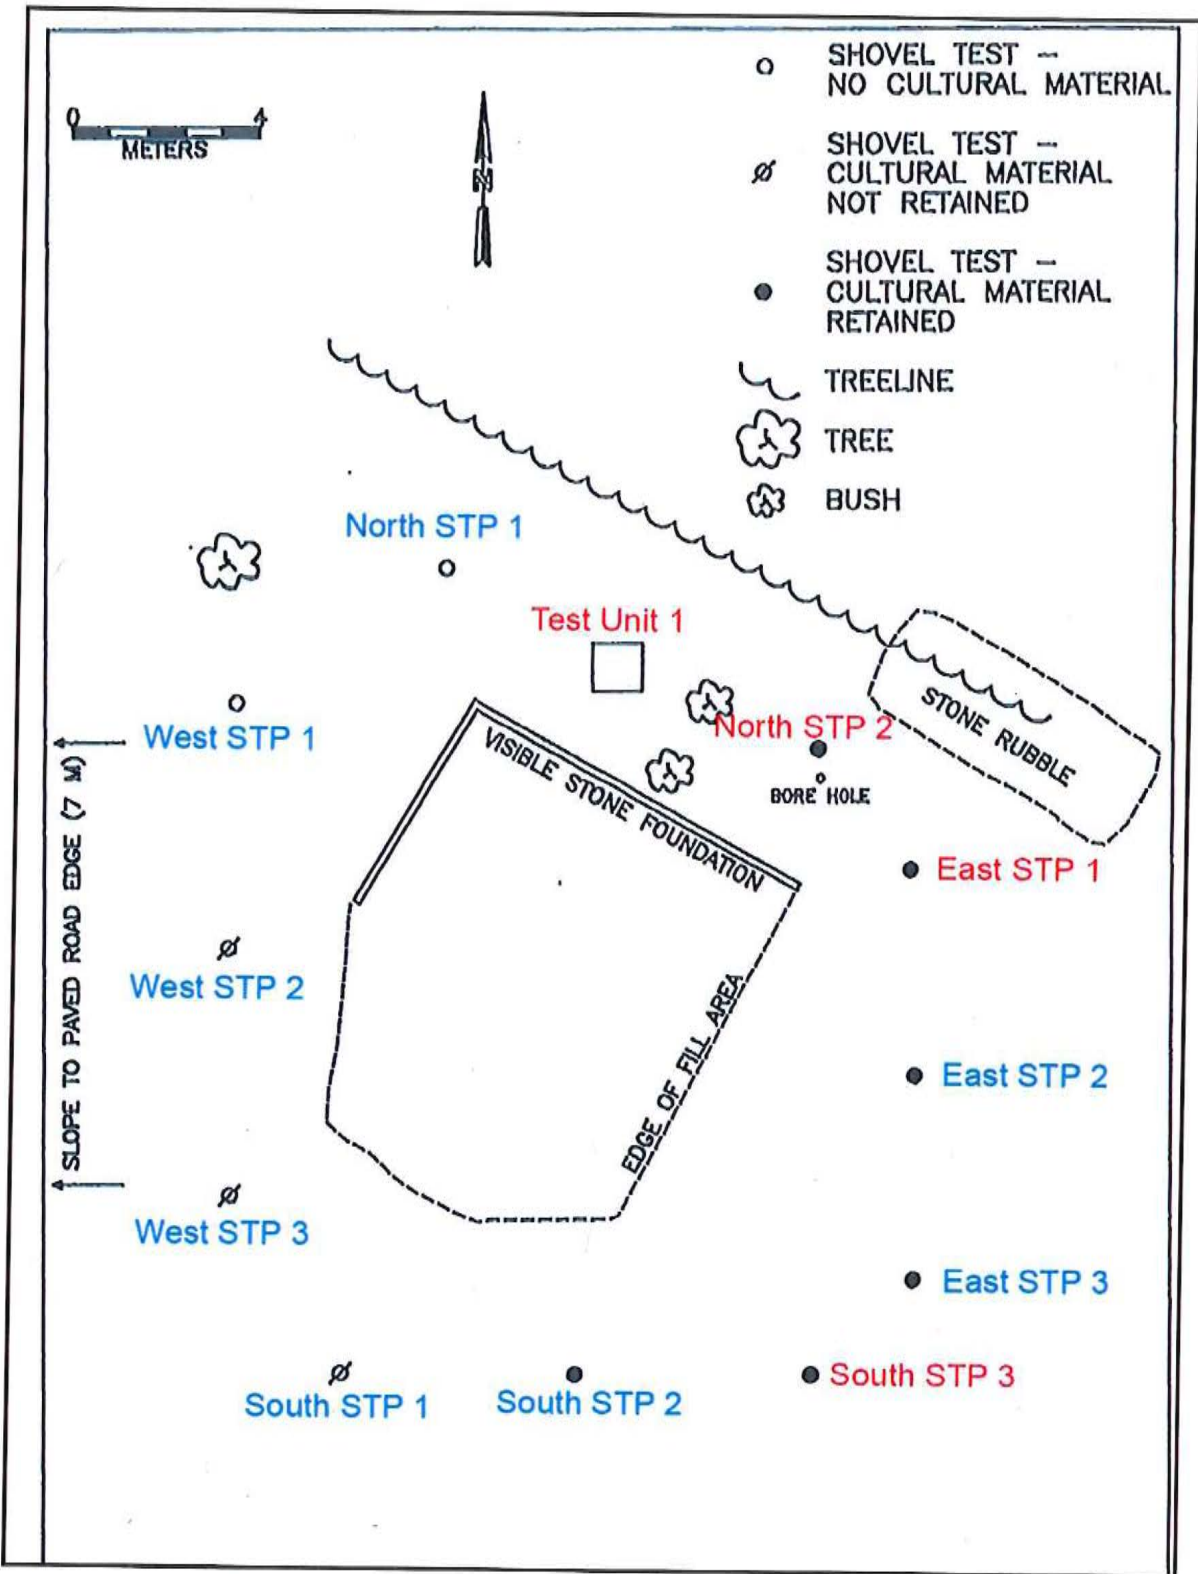 SHOVEL TEST –
NO CULTURAL MATERIAL
0 4
METERS
SHOVEL TEST –
CULTURAL MATERIAL
NOT RETAINED
N
SHOVEL TEST –
CULTURAL MATERIAL
RETAINED
TREELINE
TREE
BUSH
North STP 1
Test Unit 1
STONE RUBBLE
West STP 1
North STP 2
VISIBLE STONE FOUNDATION
BORE HOLE
East STP 1
SLOPE TO PAVED ROAD EDGE (7 M)
West STP 2
EDGE OF FILL AREA
East STP 2
West STP 3
East STP 3
South STP 1
South STP 2
South STP 3